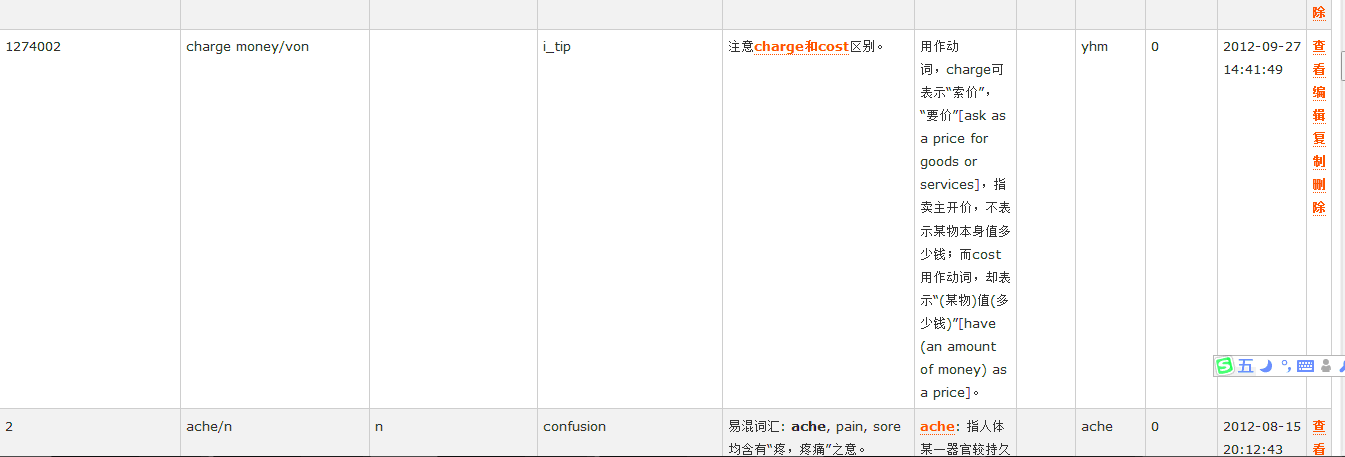 除
1274002
charge money/von
i_tip
注意charge和cost区别。
用作动
词，charge可
表示“索价”，
“要价”[ask as
a price for
goods or
services]，指
卖主开价，不表
示某物本身值多
少钱；而cost
用作动词，却表
示“(某物)值(多
少钱)”[have
(an amount
of money) as
a price]。
yhm
0
2012-09-27
14:41:49
查
看
编
辑
复
制
删
除
五
2
ache/n
n
confusion
易混词汇: ache, pain, sore
均含有“疼，疼痛”之意。
ache: 指人体
某一器官较持久
ache
0
2012-08-15
20:12:43
查
看